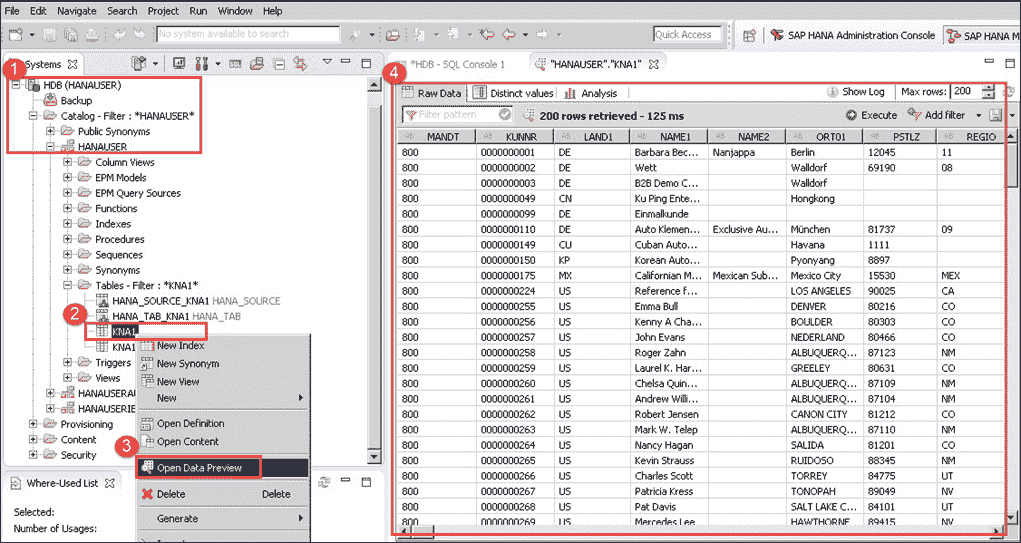 File Edit Navigate Search Project Run Window Help
No system available to search
Quick Access
SAP HANA Administration Console
SAP HANA M
Systems
1
HDB (HANAUSER)
Backup
Catalog - Filter : *HANAUSER*
Public Synonyms
HANAUSER
Column Views
EPM Models
EPM Query Sources
Functions
Indexes
Procedures
Sequences
Synonyms
Tables - Filter : *KNA1*
HANA_SOURCE_KNA1 HANA_SOURCE
HANA_TAB_KNA1 HANA_TAB
2
KNA1
KNA1
Triggers
Views
HANAUSERA
HANAUSERIE
Provisioning
Content
Security
New Index
New Synonym
New View
New
Open Definition
Open Content
3
Open Data Preview
Delete Delete
Generate
Where-Used List
Selected:
Number of Usages:
*HDB - SQL Console 1
"HANAUSER"."KNA1"
4
Raw Data Distinct values Analysis Show Log Max rows: 200
Filter pattern 200 rows retrieved - 125 ms Execute Add filter
MANDT KUNNR LAND1 NAME1 NAME2 ORT01 PSTLZ REGIO
800 0000000001 DE Barbara Bec... Nanjappa Berlin 12045 11
800 0000000002 DE Wett Walldorf 69190 08
800 0000000003 DE B2B Demo C... Walldorf
800 0000000049 CN Ku Ping Ente... Hongkong
800 0000000099 DE Einmalkunde
800 0000000110 DE Auto Klemen... Exclusive Au... München 81737 09
800 0000000149 CU Cuban Auto... Havana 1111
800 0000000150 KP Korean Auto... Pyonyang 8897
800 0000000175 MX Californian M... Mexican Sub... Mexico City 15530 MEX
800 0000000224 US Reference f... LOS ANGELES 90025 CA
800 0000000255 US Emma Bull DENVER 80216 CO
800 0000000256 US Kenny A Cha... BOULDER 80303 CO
800 0000000257 US John Evans NEDERLAND 80466 CO
800 0000000258 US Roger Zahn ALBUQUERQ... 87123 NM
800 0000000259 US Laurel K. Har... GREELEY 80631 CO
800 0000000260 US Chelsa Quin... ALBUQUERQ... 87109 NM
800 0000000261 US Andrew Willi... ALBUQUERQ... 87104 NM
800 0000000262 US Robert Jensen CANON CITY 81212 CO
800 0000000263 US Mark W. Telep ALBUQUERQ... 87110 NM
800 0000000264 US Nancy Hagan SALIDA 81201 CO
800 0000000265 US Kevin Strauss RUIDOSO 88345 NM
800 0000000266 US Charles Scott TORREY 84775 UT
800 0000000267 US Patricia Kress TONOPAH 89049 NV
800 0000000268 US Pat Davis SALT LAKE C... 84101 UT
800 0000000269 US Mercedes Lee HAWTHORNE 89415 NV